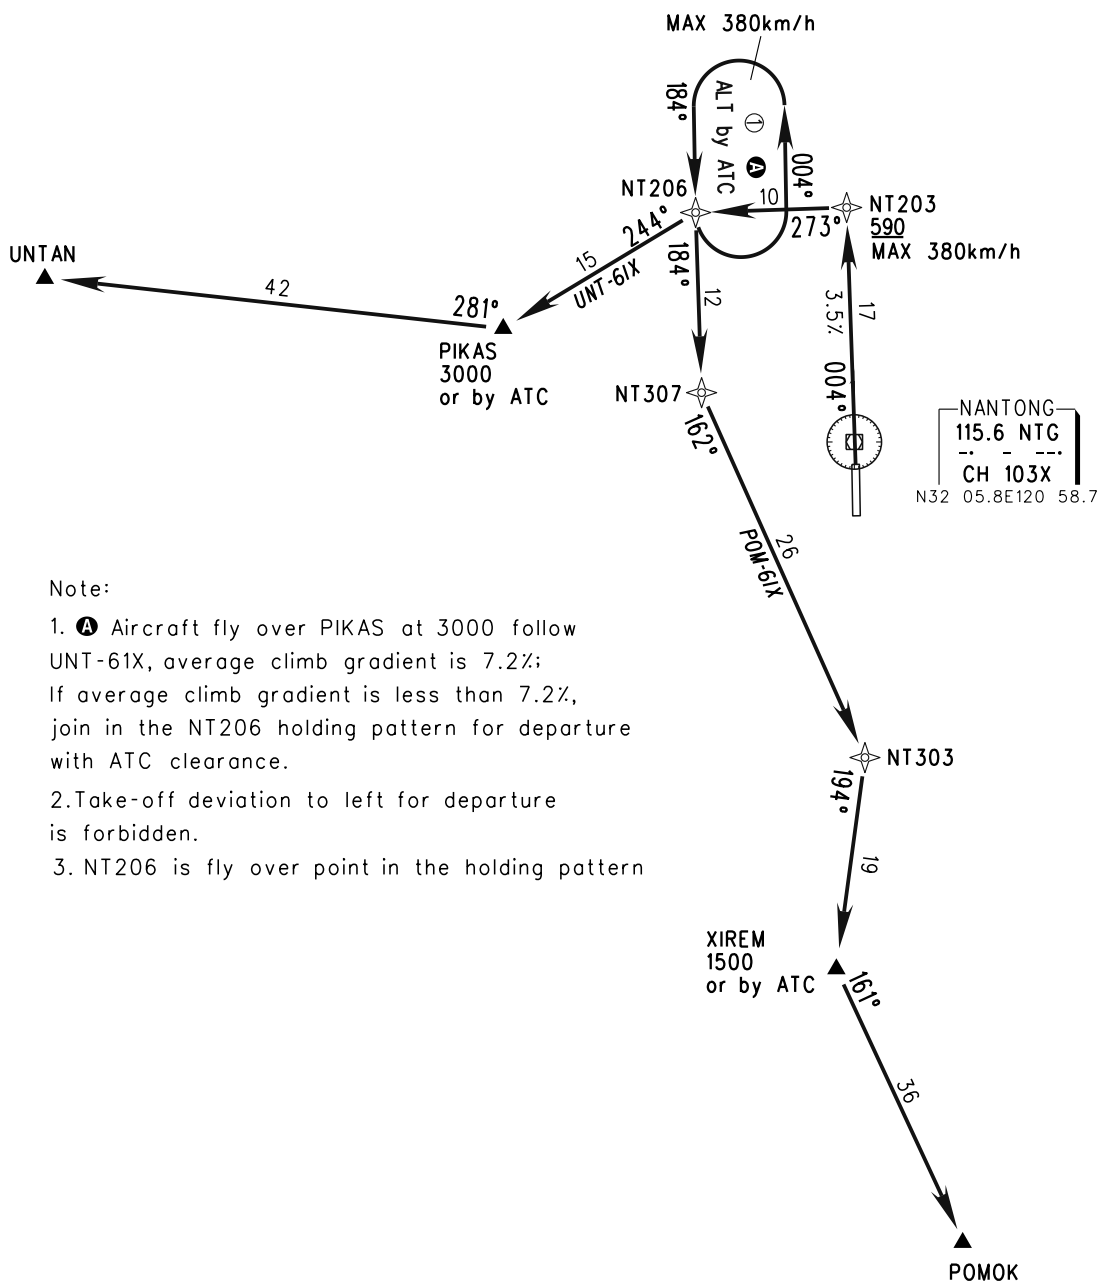 MAX 380km/h
184°
ALT by ATC
1
A
004°
NT206
10
273°
NT203
590
MAX 380km/h
244°
UNTAN
15
UNT-61X
184°
42
281°
12
17
3.5%
PIKAS
3000
or by ATC
NT307
004°
162°
NANTONG
115.6 NTG
-. - --.
CH 103X
N32 05.8E120 58.7
26
POM-61X
Note:
1. A Aircraft fly over PIKAS at 3000 follow
UNT-61X, average climb gradient is 7.2%;
If average climb gradient is less than 7.2%,
join in the NT206 holding pattern for departure
with ATC clearance.
2.Take-off deviation to left for departure
is forbidden.
3. NT206 is fly over point in the holding pattern
NT303
194°
19
XIREM
1500
or by ATC
161°
36
POMOK